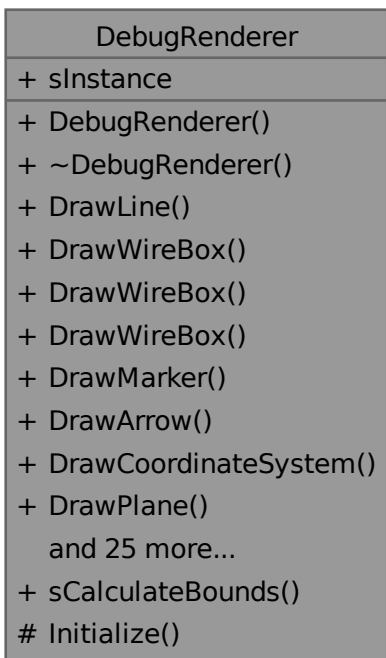 DebugRenderer
+ sInstance
+ DebugRenderer()
+ ~DebugRenderer()
+ DrawLine()
+ DrawWireBox()
+ DrawWireBox()
+ DrawWireBox()
+ DrawMarker()
+ DrawArrow()
+ DrawCoordinateSystem()
+ DrawPlane()
and 25 more...
+ sCalculateBounds()
# Initialize()